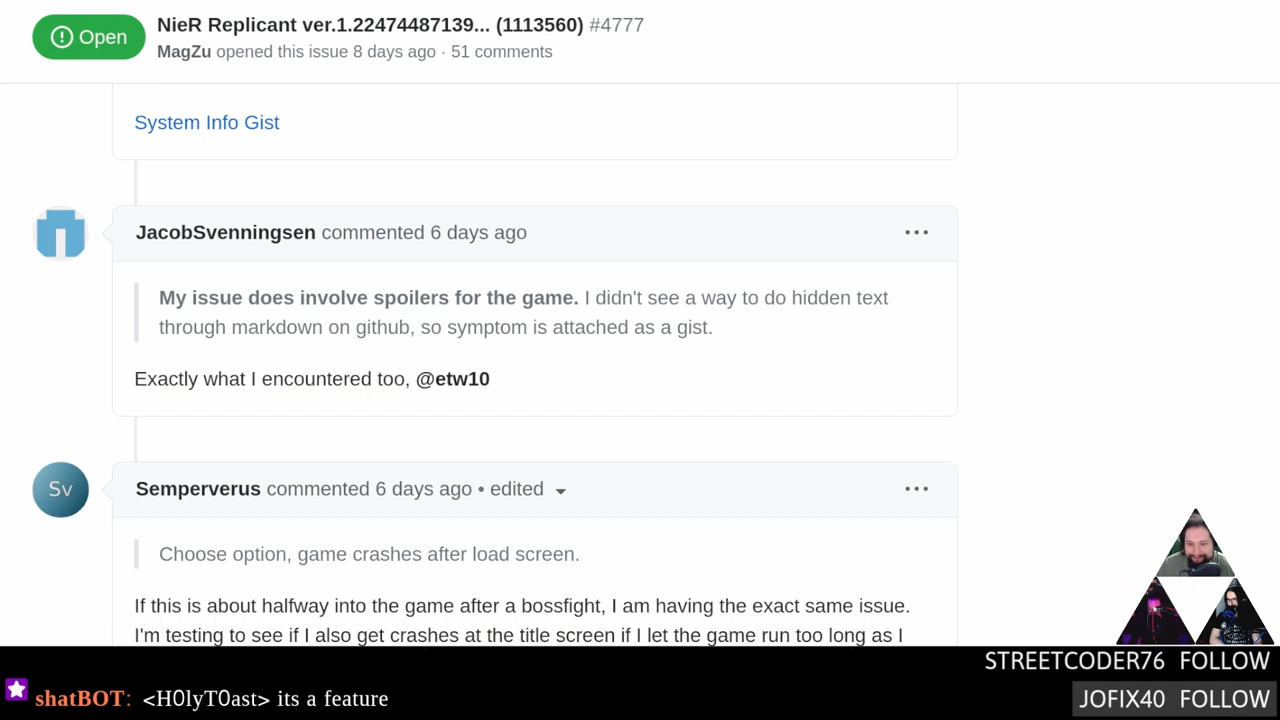 Open
NieR Replicant ver.1.22474487139... (1113560) #4777
MagZu opened this issue 8 days ago · 51 comments
System Info Gist
JacobSvenningsen commented 6 days ago
My issue does involve spoilers for the game. I didn't see a way to do hidden text
through markdown on github, so symptom is attached as a gist.
Exactly what I encountered too, @etw10
Sv
Semperverus commented 6 days ago • edited
Choose option, game crashes after load screen.
If this is about halfway into the game after a bossfight, I am having the exact same issue.
I'm testing to see if I also get crashes at the title screen if I let the game run too long as I
STREETCODER76 FOLLOW
shatBOT: <H0lyT0ast> its a feature
JOFIX40 FOLLOW